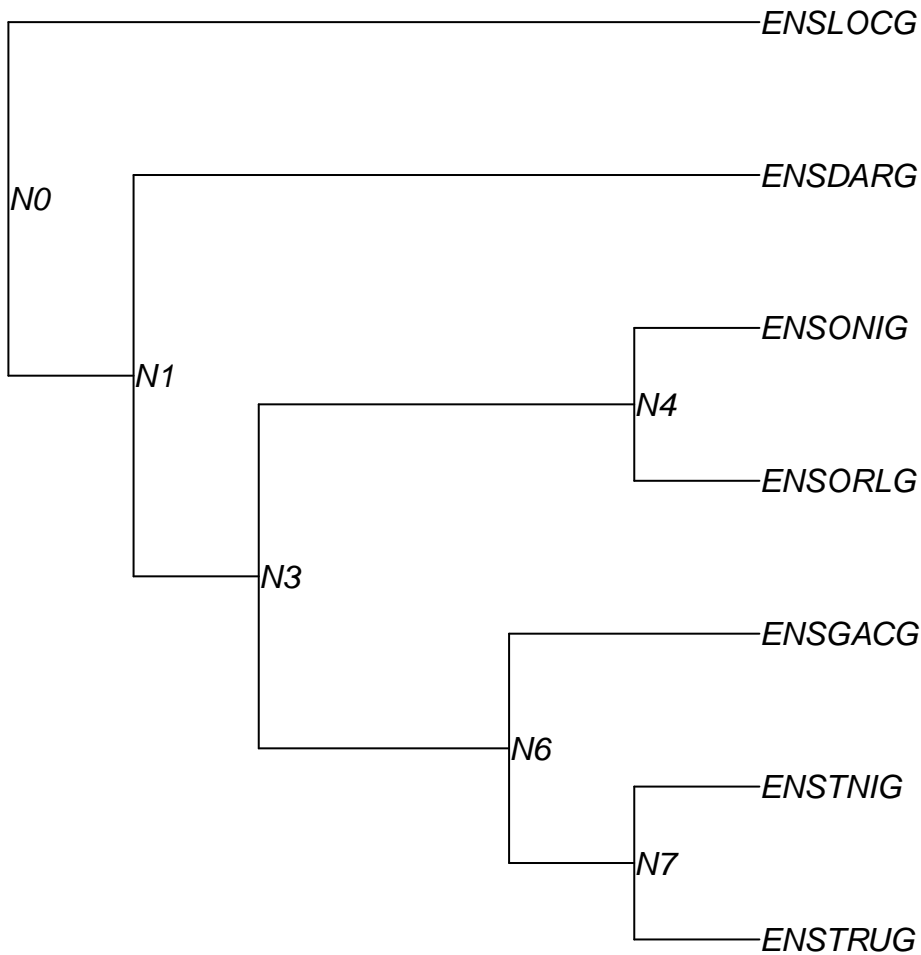 ENSLOCG
ENSDARG
N0
ENSONIG
N1
N4
ENSORLG
N3
ENSGACG
N6
ENSTNIG
N7
ENSTRUG